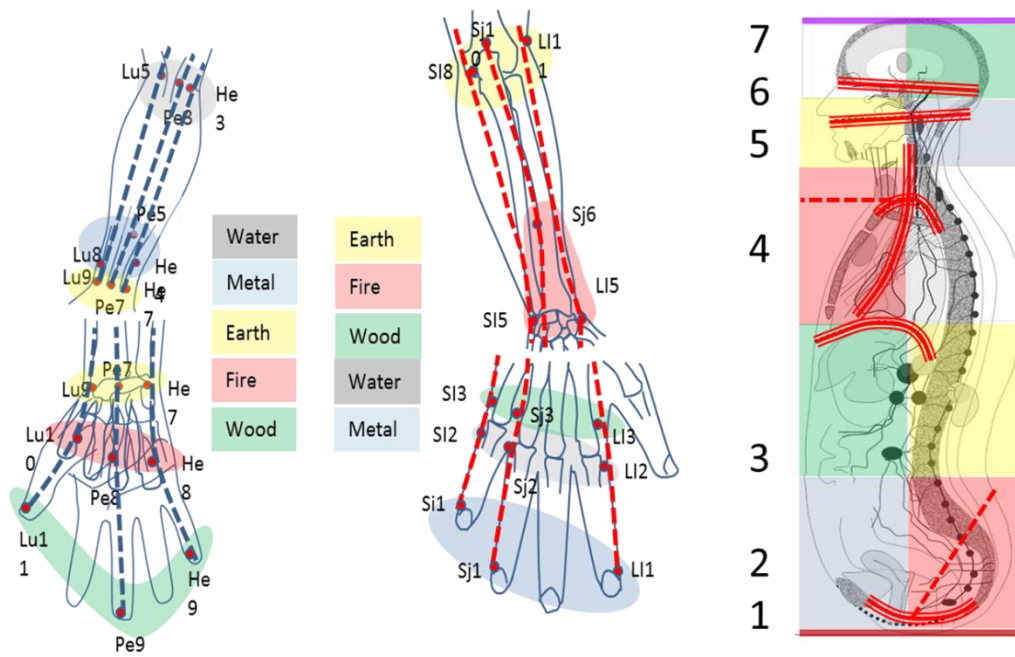 Lu5
Pe3
He
3
Pe5
Lu8
He
4
Lu9
He
7
Pe7
Pe7
Lu9
He
7
Lu1
0
He
8
Pe8
Lu1
1
He
9
Pe9
Water
Metal
Earth
Fire
Wood
Earth
Fire
Wood
Water
Metal
Sj1
0
LI1
1
SI8
Sj6
LI5
SI5
SI3
Sj3
LI3
SI2
Sj2
LI2
Si1
Sj1
LI1
7
6
5
4
3
2
1